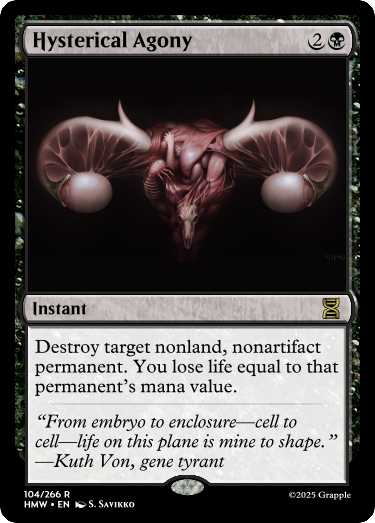 Hysterical Agony 2
Instant
Destroy target nonland, nonartifact
permanent. You lose life equal to that
permanent’s mana value.
“From embryo to enclosure—cell to
cell—life on this plane is mine to shape.”
—Kuth Von, gene tyrant
104/266 R
HMW • EN S. Savikko
©2025 Grapple